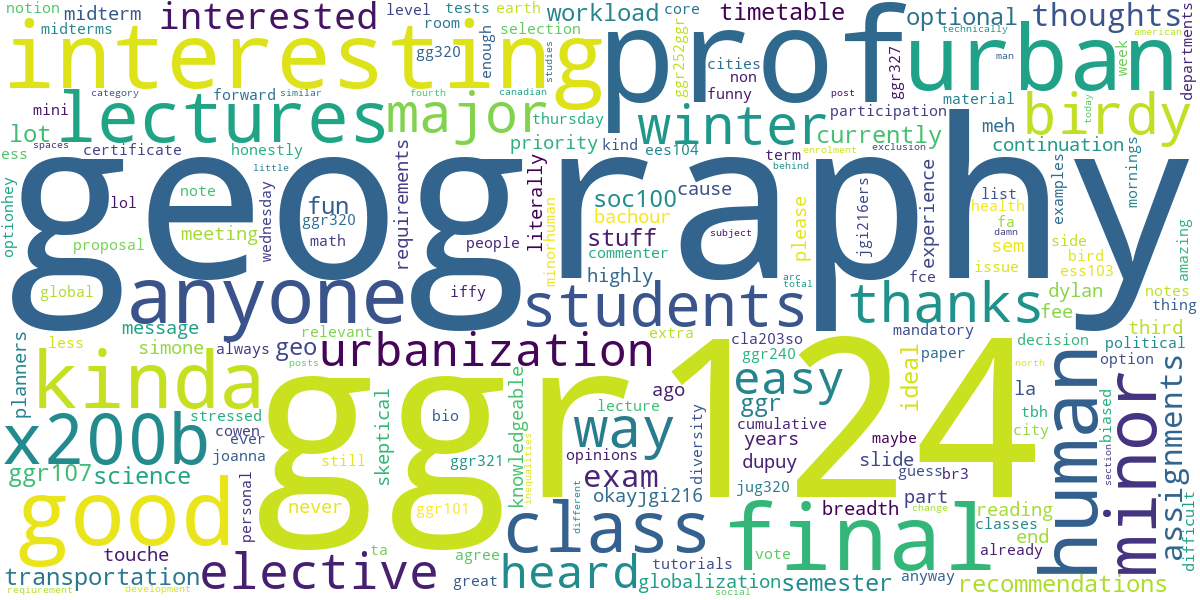 notion
midterm
interested
level
tests
earth
workload
core
timetable
optional
thoughts
midterms
room
selection
technically
american
interesting
gg320
enough
studies
prof
ggr252ggr
cities
non
funny
ggr327
man
urban
week
departments
category
forward
similar
fourth
canadian
post
material
mini
lectures
major
thursday
winter
participation
birdy
today
lot
spaces
certificate
honestly
priority
kind
ees104
term
currently
exclusion
meh
continuation
ess
little
enrolment
behind
geography
optionhey
note
lol
fun
ggr320
math
wednesday
requirements
literally
people
iffy
proposal
meeting
global
soc100
cause
bachour
stuff
commenter
highly
minorhuman
subject
please
jgi216ers
experience
list
health
fa
sem
issue
damn
examples
mornings
side
bird
ess103
amazing
arc
total
fce
anyone
students
thanks
dylan
fee
notes
thing
message
relevant
less
simone
always
geo
posts
urbanization
extra
ago
cla203so
ggr240
mandatory
paper
decision
third
political
option
north
planners
kinda
ggr124
easy
ggr
ideal
la
human
minor
tbh
city
biased
assignments
stressed
cowen
ever
joanna
bio
skeptical
knowledgeable
lecture
way
opinions
diversity
cumulative
years
dupuy
maybe
slide
x200b
ggr107
science
still
ggr321
inequalities
exam
okayjgi216
jug320
guess
br3
section
part
breadth
good
personal
never
ggr101
class
different
final
change
reading
classes
end
already
difficult
touche
ta
agree
vote
tutorials
transportation
elective
great
heard
globalization
semester
anyway
recommendations
reqiurement
development
social